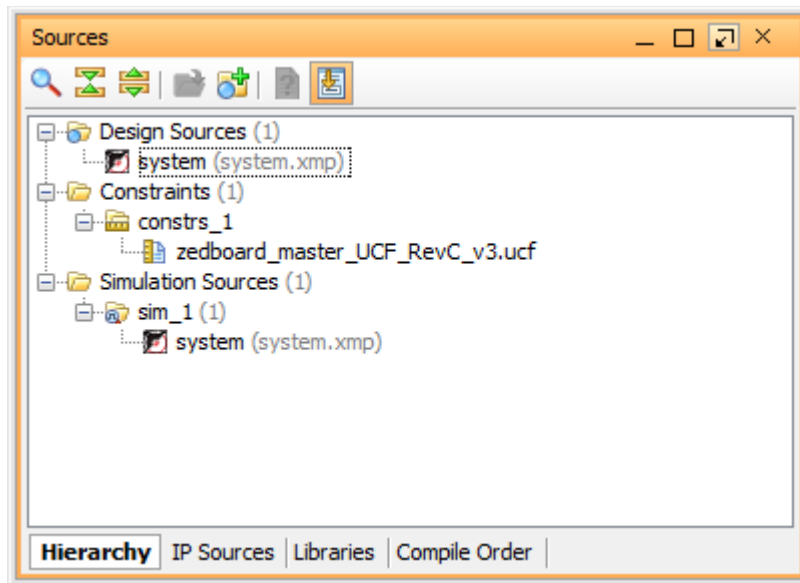 Sources
Design Sources (1)
system (system.xmp)
Constraints (1)
constrs_1
zedboard_master_UCF_RevC_v3.ucf
Simulation Sources (1)
sim_1 (1)
system (system.xmp)
Hierarchy IP Sources Libraries Compile Order